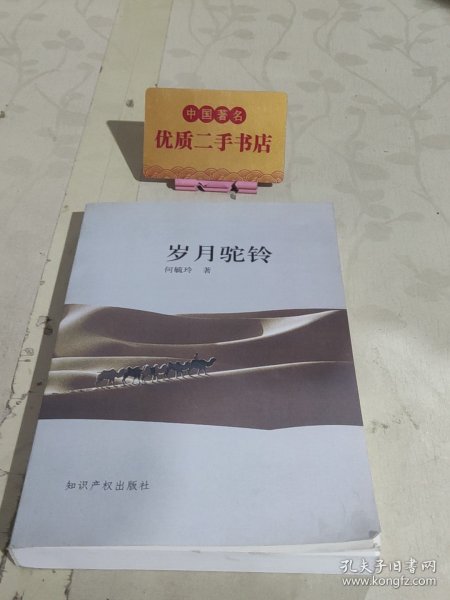 中国著名
优质二手书店
岁月驼铃
何毓玲 著
知识产权出版社
孔夫子旧书网
www.kongfz.com